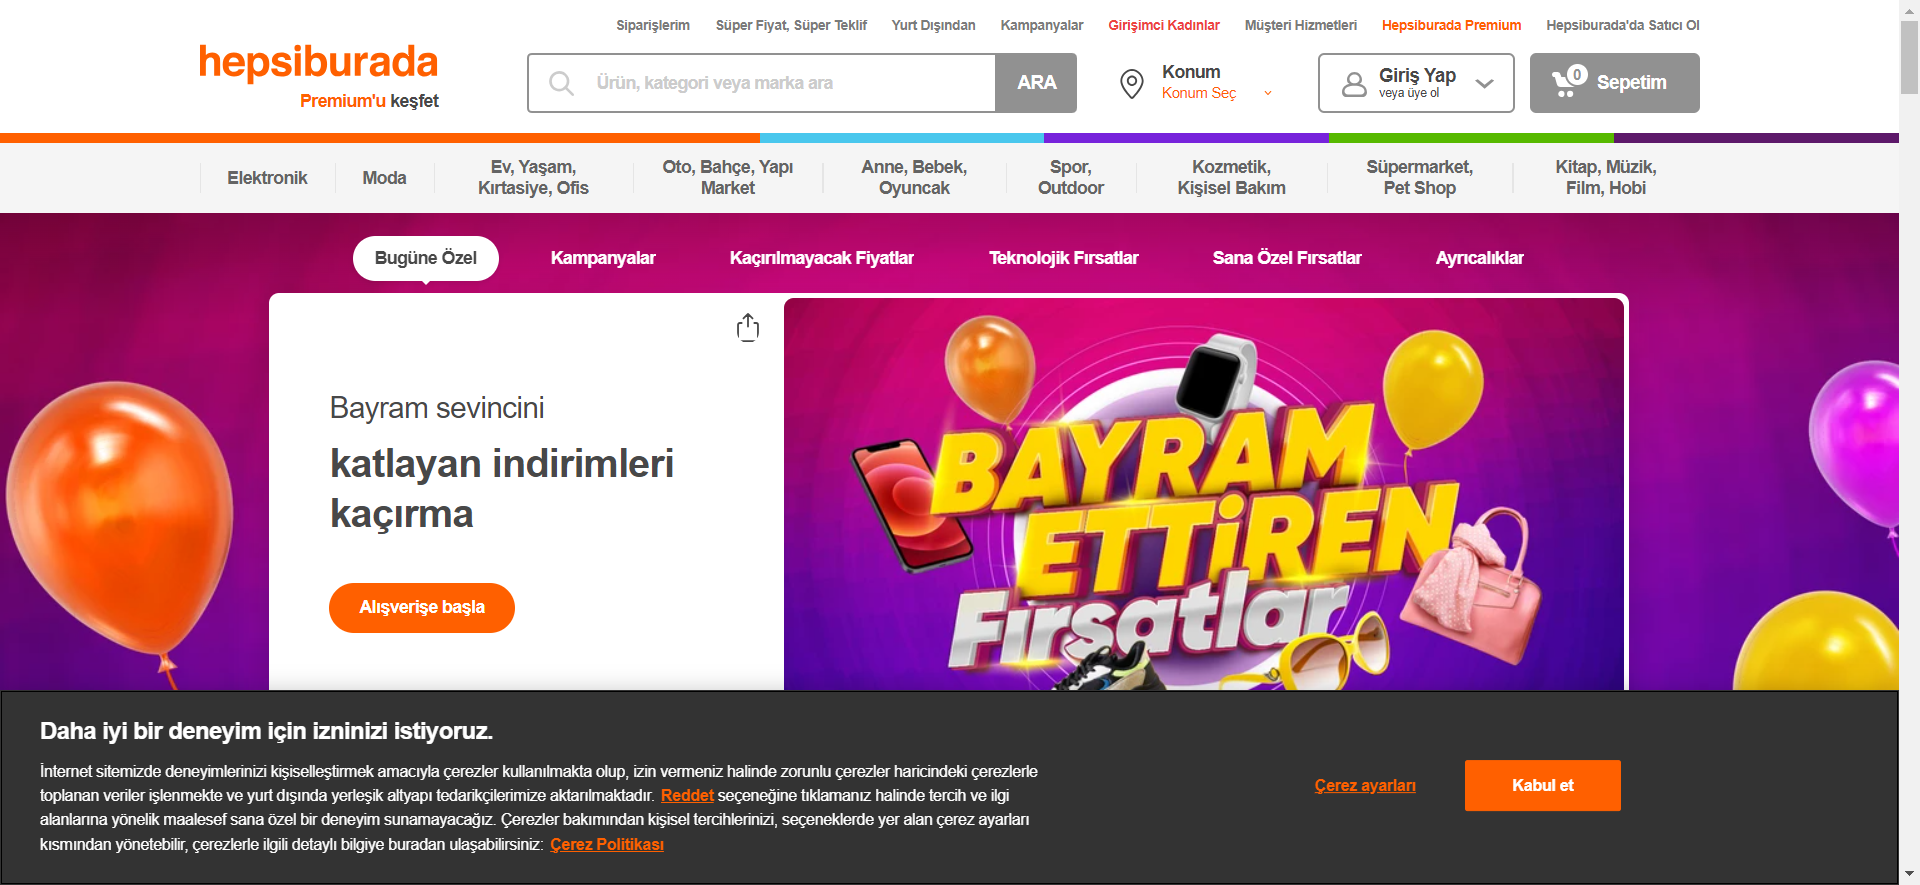 Siparişlerim Süper Fiyat, Süper Teklif Yurt Dışından Kampanyalar Girişimci Kadınlar Müşteri Hizmetleri Hepsiburada Premium Hepsiburada'da Satıcı Ol
hepsiburada
Premium'u keşfet
Ürün, kategori veya marka ara
ARA
Konum
Konum Seç
Giriş Yap
veya üye ol
0
Sepetim
Elektronik
Moda
Ev, Yaşam,
Kırtasiye, Ofis
Oto, Bahçe, Yapı
Market
Anne, Bebek,
Oyuncak
Spor,
Outdoor
Kozmetik,
Kişisel Bakım
Süpermarket,
Pet Shop
Kitap, Müzik,
Film, Hobi
Bugüne Özel Kampanyalar Kaçırılmayacak Fiyatlar Teknolojik Fırsatlar Sana Özel Fırsatlar Ayrıcalıklar
Bayram sevincini
katlayan indirimleri
kaçırma
Alışverişe başla
BAYRAM
ETTİREN
Fırsatlar
Daha iyi bir deneyim için izninizi istiyoruz.
İnternet sitemizde deneyimlerinizi kişiselleştirmek amacıyla çerezler kullanılmakta olup, izin vermeniz halinde zorunlu çerezler haricindeki çerezlerle
toplanan veriler işlenmekte ve yurt dışında yerleşik altyapı tedarikçilerimize aktarılmaktadır. Reddet seçeneğine tıklamanız halinde tercih ve ilgi
alanlarına yönelik maalesef sana özel bir deneyim sunamayacağız. Çerezler bakımından kişisel tercihlerinizi, seçeneklerde yer alan çerez ayarları
kısmından yönetebilir, çerezlerle ilgili detaylı bilgiye buradan ulaşabilirsiniz: Çerez Politikası
Çerez ayarları
Kabul et